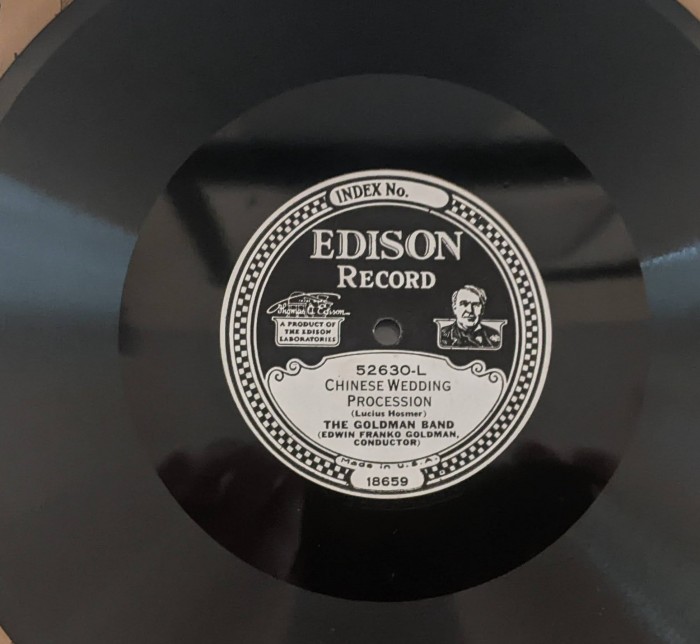 INDEX No.
EDISON
RECORD
Thomas A. Edison
A PRODUCT OF
THE EDISON
LABORATORIES
52630-L
CHINESE WEDDING
PROCESSION
(Lucius Hosmer)
THE GOLDMAN BAND
(EDWIN FRANKO GOLDMAN,
CONDUCTOR)
Made in U.S.A.
18659